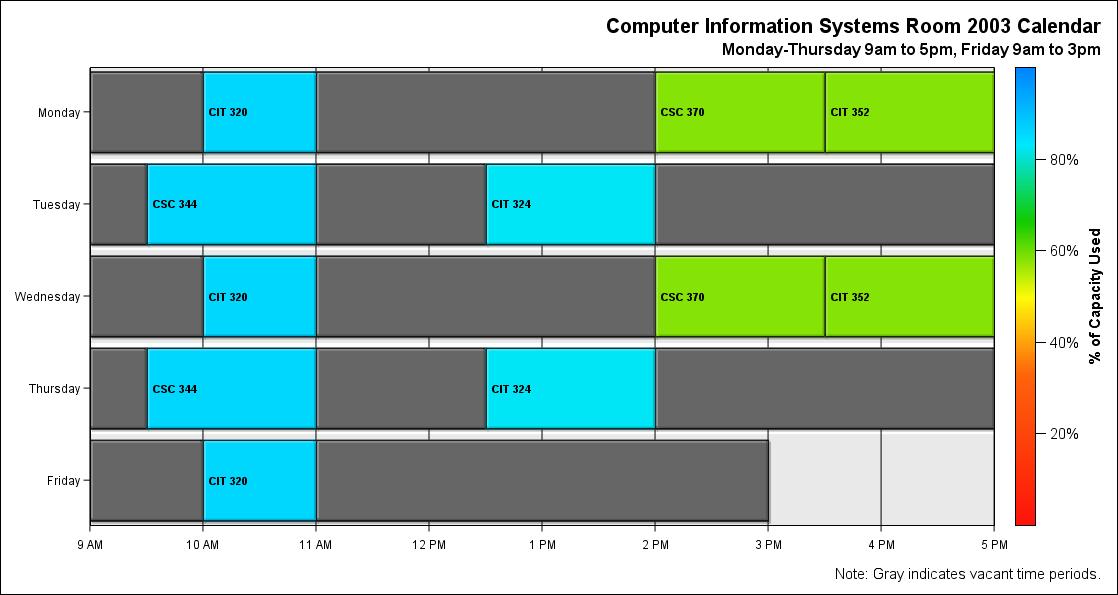 Computer Information Systems Room 2003 Calendar
Monday-Thursday 9am to 5pm, Friday 9am to 3pm
Monday CIT 320 CSC 370 CIT 352
Tuesday CSC 344 CIT 324
Wednesday CIT 320 CSC 370 CIT 352
Thursday CSC 344 CIT 324
Friday CIT 320
9 AM 10 AM 11 AM 12 PM 1 PM 2 PM 3 PM 4 PM 5 PM
80%
60%
40%
20%
% of Capacity Used
Note: Gray indicates vacant time periods.